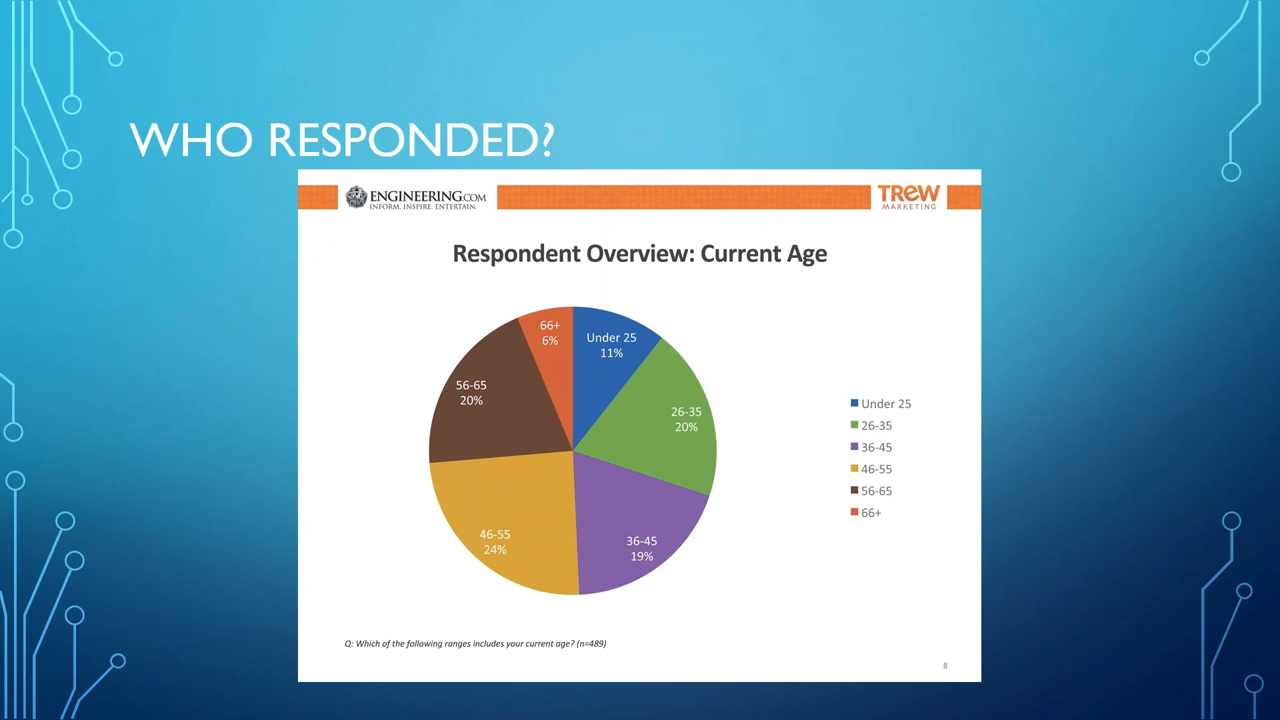 WHO RESPONDED?
ENGINEERING.COM
INFORM. INSPIRE. ENTERTAIN.
TREW
MARKETING
Respondent Overview: Current Age
66+
6%
Under 25
11%
56-65
20%
26-35
20%
46-55
24%
36-45
19%
Under 25
26-35
36-45
46-55
56-65
66+
Q: Which of the following ranges includes your current age? (n=489)
8